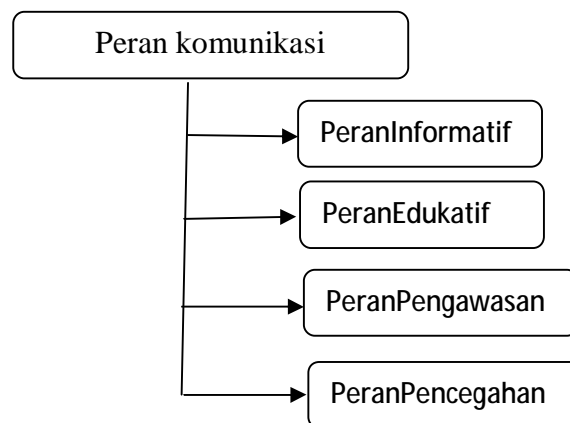 Peran komunikasi
PeranInformatif
PeranEdukatif
PeranPengawasan
PeranPencegahan